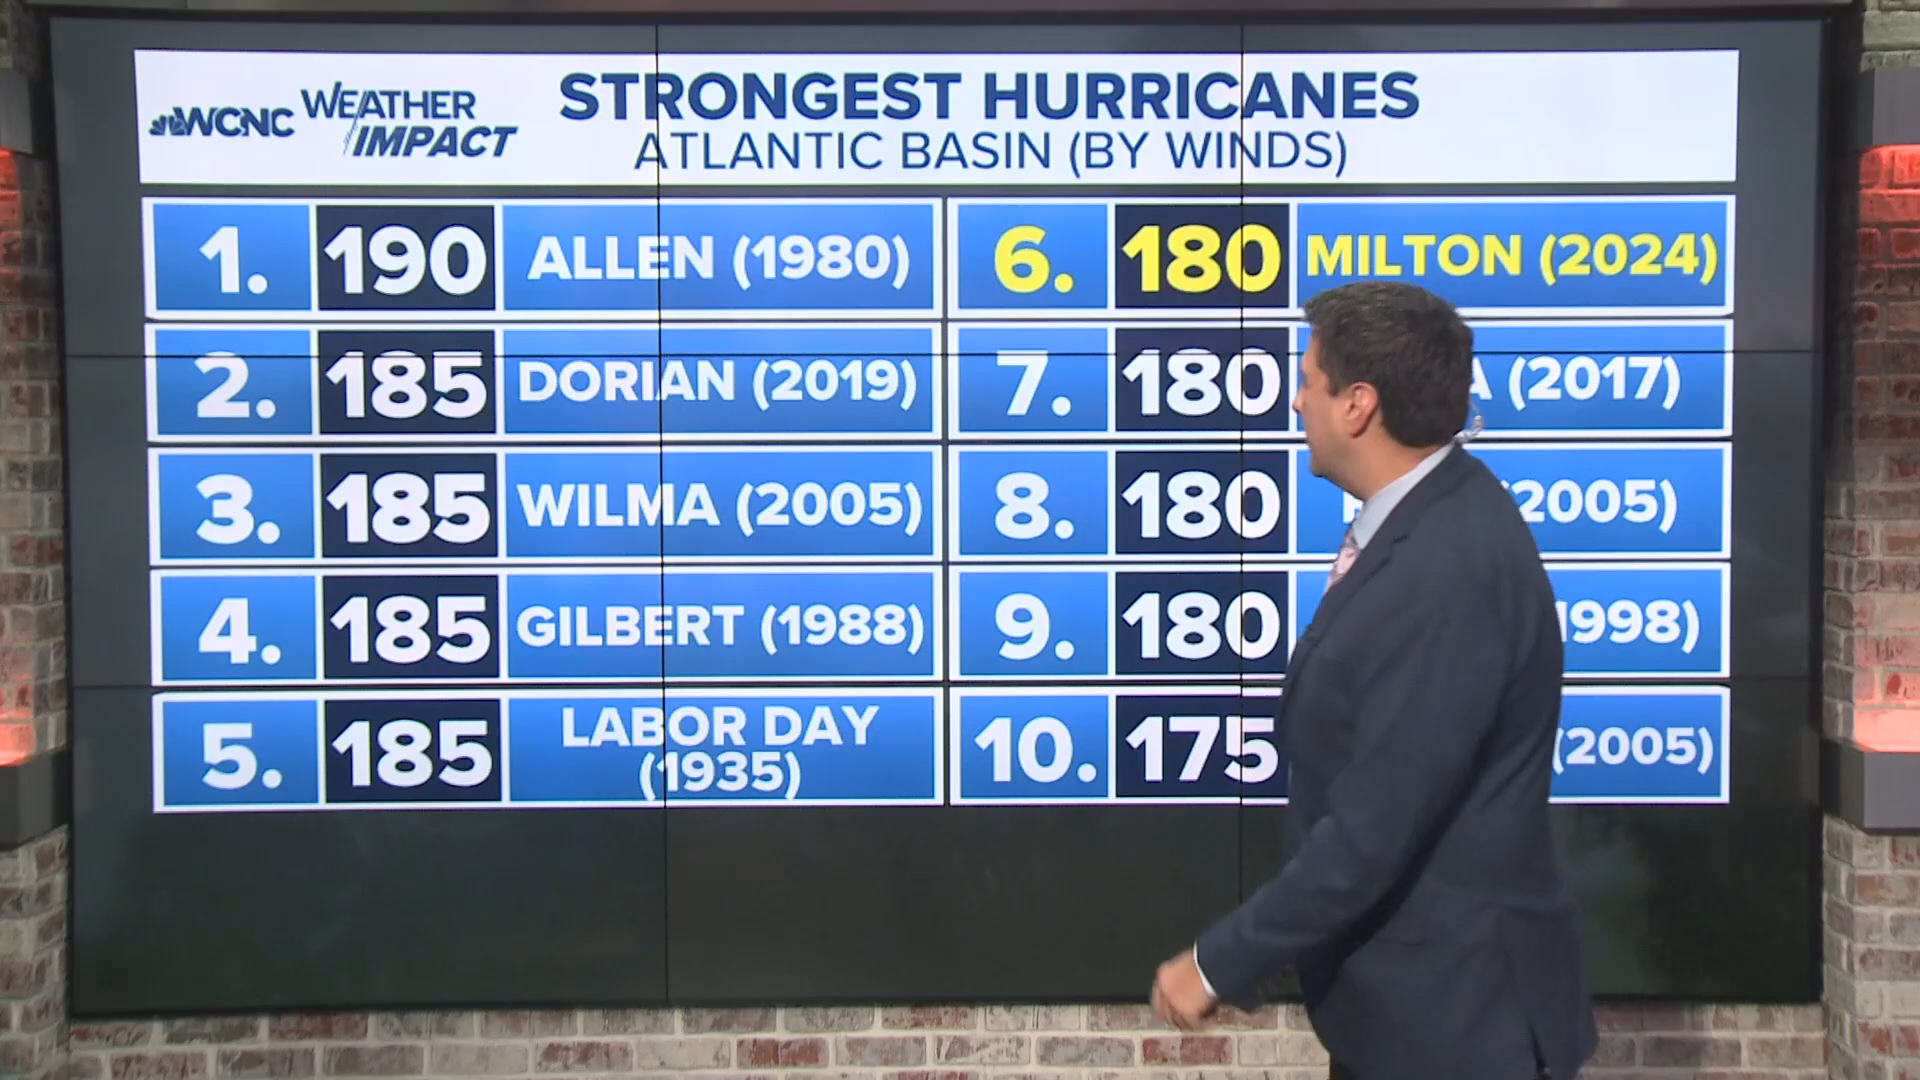 WCNC WEATHER IMPACT
STRONGEST HURRICANES
ATLANTIC BASIN (BY WINDS)
1. 190 ALLEN (1980)
2. 185 DORIAN (2019)
3. 185 WILMA (2005)
4. 185 GILBERT (1988)
5. 185 LABOR DAY
(1935)
6. 180 MILTON (2024)
7. 180 A (2017)
8. 180 (2005)
9. 180 1998)
10. 175 (2005)